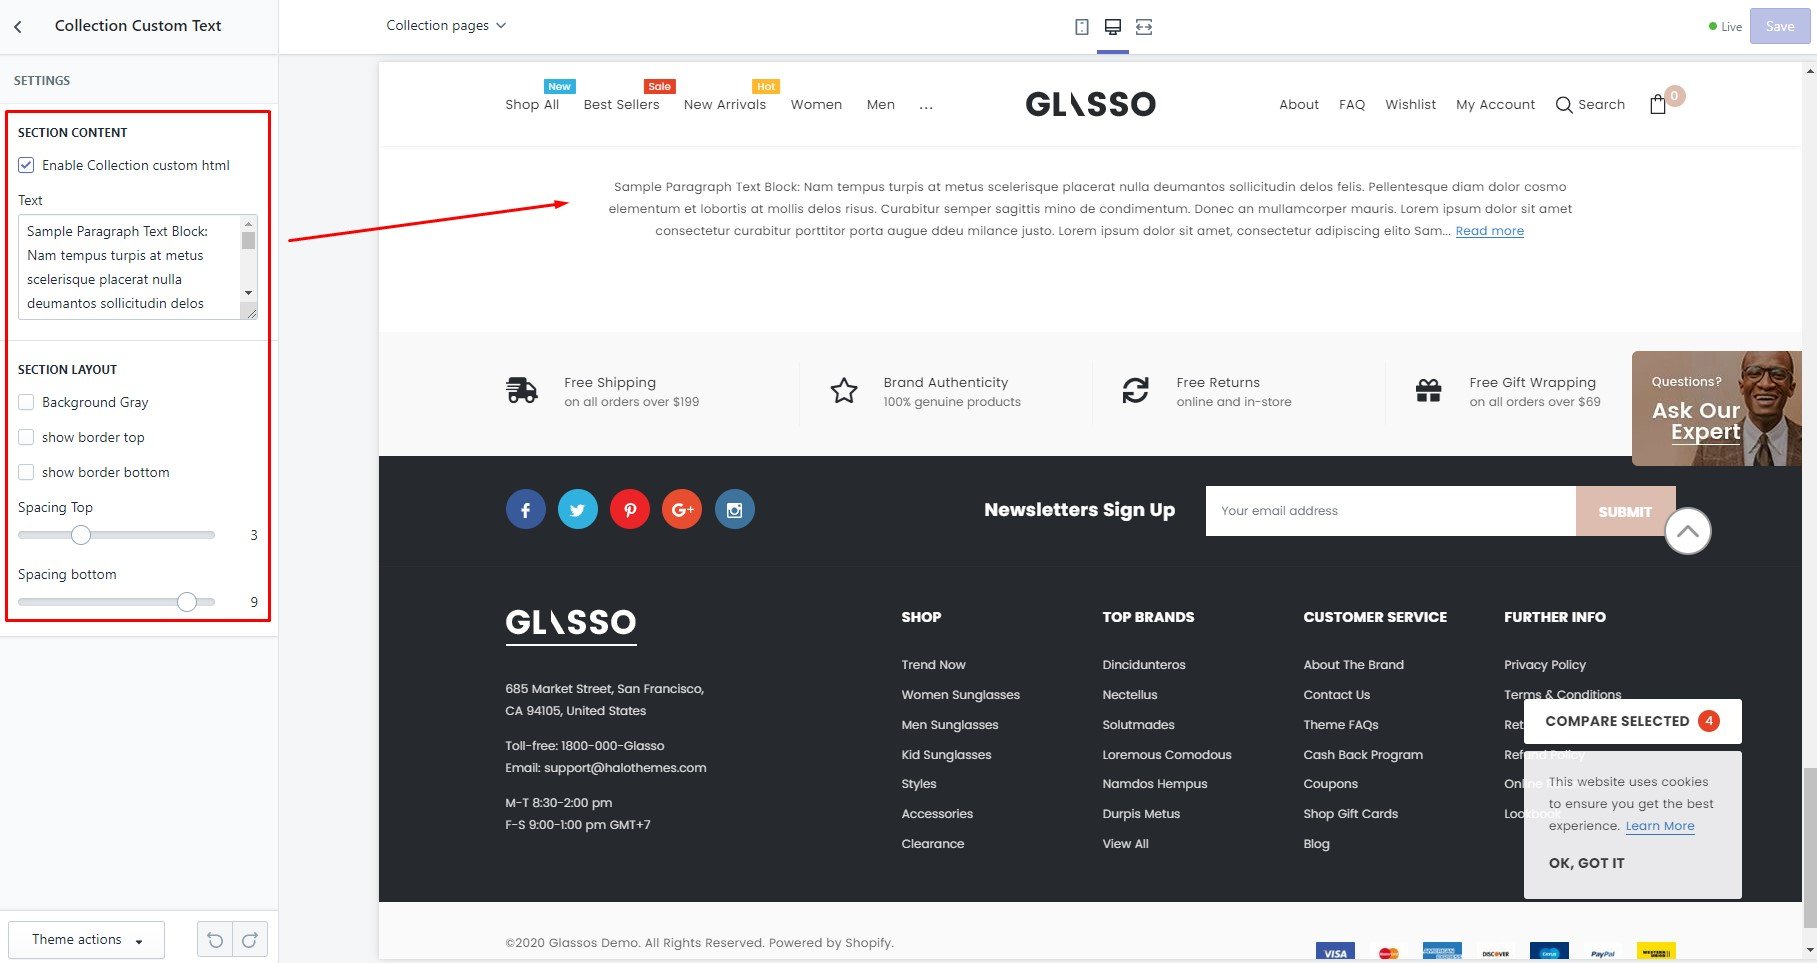 Collection Custom Text
Collection pages
Live
Save
SETTINGS
SECTION CONTENT
Enable Collection custom html
Text
Sample Paragraph Text Block:
Nam tempus turpis at metus
scelerisque placerat nulla
deumantos sollicitudin delos
SECTION LAYOUT
Background Gray
show border top
show border bottom
Spacing Top
3
Spacing bottom
9
Theme actions
New
Sale
Hot
Shop All
Best Sellers
New Arrivals
Women
Men
...
GLASSO
About
FAQ
Wishlist
My Account
Search
0
Sample Paragraph Text Block: Nam tempus turpis at metus scelerisque placerat nulla deumantos sollicitudin delos felis. Pellentesque diam dolor cosmo
elementum et lobortis at mollis delos risus. Curabitur semper sagittis mino de condimentum. Donec an mullamcorper mauris. Lorem ipsum dolor sit amet
consectetur curabitur porttitor porta augue ddeu milance justo. Lorem ipsum dolor sit amet, consectetur adipiscing elito Sam... Read more
Free Shipping
on all orders over $199
Brand Authenticity
100% genuine products
Free Returns
online and in-store
Free Gift Wrapping
on all orders over $69
Questions?
Ask Our
Expert
G+
Newsletters Sign Up
Your email address
SUBMIT
GLASSO
685 Market Street, San Francisco,
CA 94105, United States
Toll-free: 1800-000-Glasso
Email: support@halothemes.com
M-T 8:30-2:00 pm
F-S 9:00-1:00 pm GMT+7
SHOP
Trend Now
Women Sunglasses
Men Sunglasses
Kid Sunglasses
Styles
Accessories
Clearance
TOP BRANDS
Dincidunteros
Nectellus
Solutmades
Loremous Comodous
Namdos Hempus
Durpis Metus
View All
CUSTOMER SERVICE
About The Brand
Contact Us
Theme FAQs
Cash Back Program
Coupons
Shop Gift Cards
Blog
FURTHER INFO
Privacy Policy
Terms & Conditions
Refund Policy
Lookbook
COMPARE SELECTED 4
This website uses cookies
to ensure you get the best
experience. Learn More
OK, GOT IT
©2020 Glassos Demo. All Rights Reserved. Powered by Shopify.
VISA
DISCOVER
PayPal